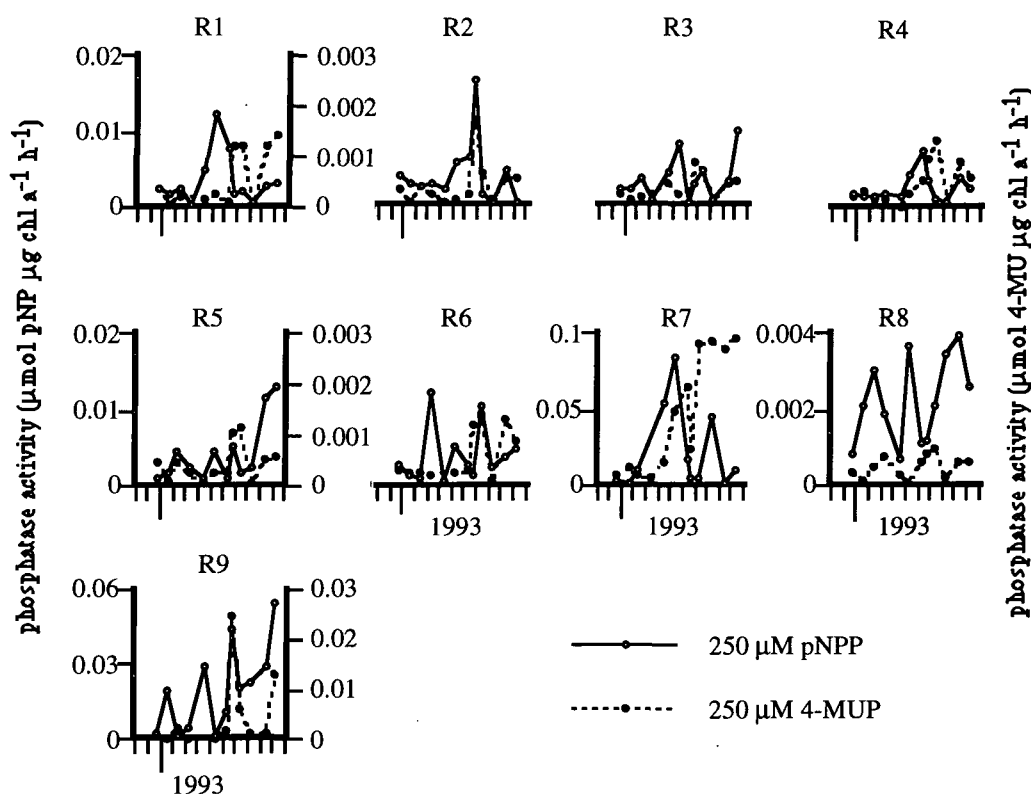 R1
R2
R3
R4
0.02
0.01
0
0.003
0.002
0.001
0
phosphatase activity (µmol pNP µg chl a⁻¹ h⁻¹)
phosphatase activity (µmol 4-MU µg chl a⁻¹ h⁻¹)
R5
R6
R7
R8
0.02
0.01
0
0.003
0.002
0.001
0
0.1
0.05
0
0.004
0.002
0
1993
1993
1993
R9
0.06
0.03
0
0.03
0.02
0.01
0
1993
250 µM pNPP
250 µM 4-MUP